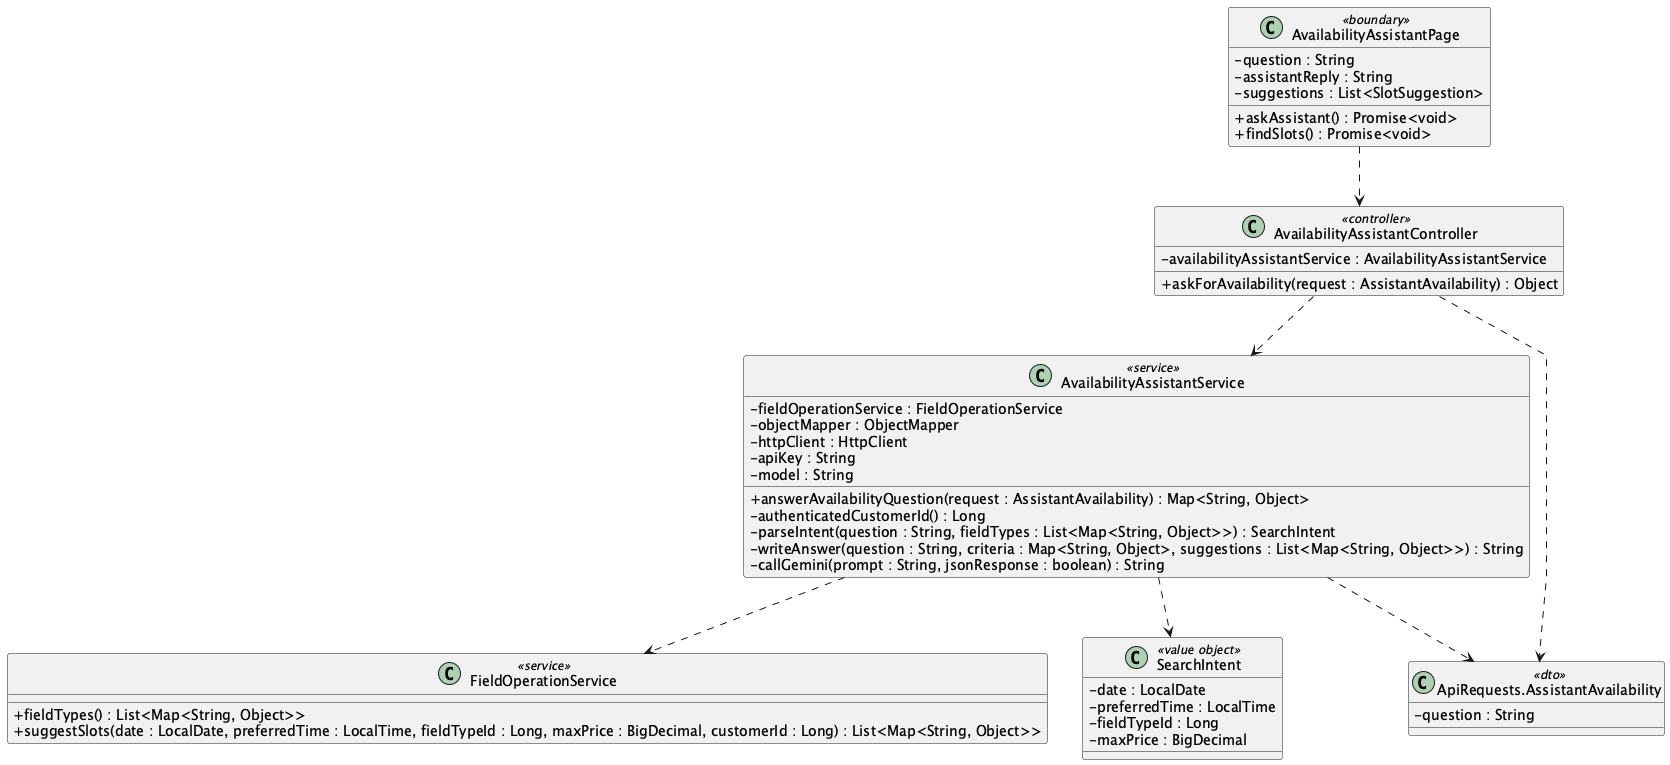 C
«boundary»
AvailabilityAssistantPage
-question : String
-assistantReply : String
-suggestions : List<SlotSuggestion>
+askAssistant() : Promise<void>
+findSlots() : Promise<void>
C
«controller»
AvailabilityAssistantController
-availabilityAssistantService : AvailabilityAssistantService
+askForAvailability(request : AssistantAvailability) : Object
C
«service»
AvailabilityAssistantService
-fieldOperationService : FieldOperationService
-objectMapper : ObjectMapper
-httpClient : HttpClient
-apiKey : String
-model : String
+answerAvailabilityQuestion(request : AssistantAvailability) : Map<String, Object>
-authenticatedCustomerId() : Long
-parseIntent(question : String, fieldTypes : List<Map<String, Object>>) : SearchIntent
-writeAnswer(question : String, criteria : Map<String, Object>, suggestions : List<Map<String, Object>>) : String
-callGemini(prompt : String, jsonResponse : boolean) : String
C
«service»
FieldOperationService
+fieldTypes() : List<Map<String, Object>>
+suggestSlots(date : LocalDate, preferredTime : LocalTime, fieldTypeId : Long, maxPrice : BigDecimal, customerId : Long) : List<Map<String, Object>>
C
«value object»
SearchIntent
-date : LocalDate
-preferredTime : LocalTime
-fieldTypeId : Long
-maxPrice : BigDecimal
C
«dto»
ApiRequests.AssistantAvailability
-question : String